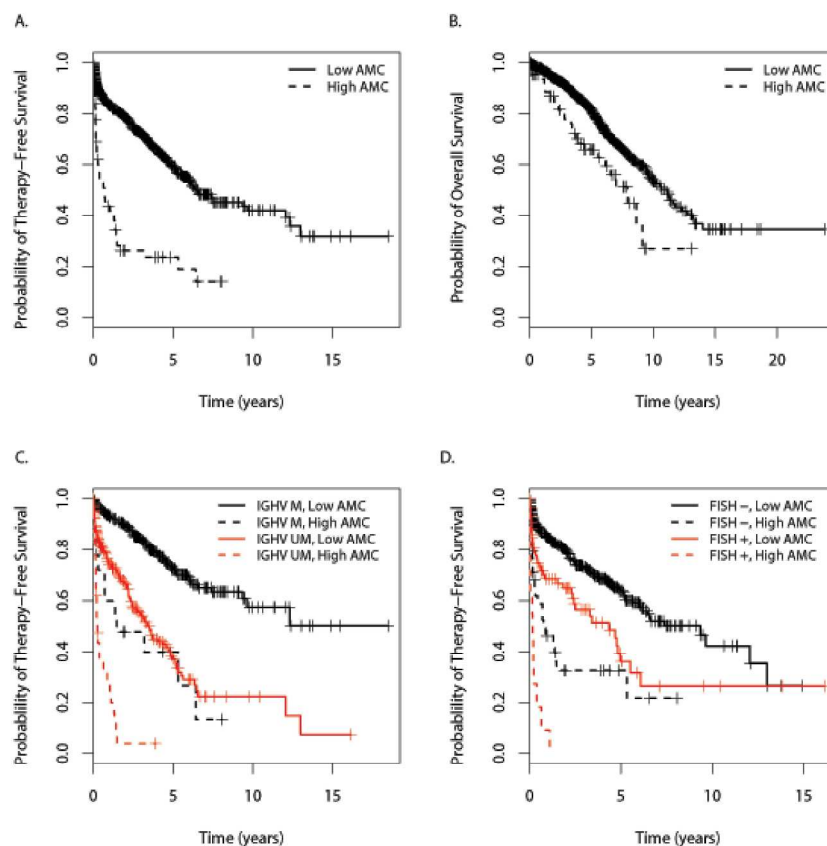 A.
Probablility of Therapy−Free Survival
1.0
0.8
0.6
0.4
0.2
0.0
Low AMC
High AMC
0 5 10 15
Time (years)
B.
Probablility of Overall Survival
1.0
0.8
0.6
0.4
0.2
0.0
Low AMC
High AMC
0 5 10 15 20
Time (years)
C.
Probablility of Therapy−Free Survival
1.0
0.8
0.6
0.4
0.2
0.0
IGHV M, Low AMC
IGHV M, High AMC
IGHV UM, Low AMC
IGHV UM, High AMC
0 5 10 15
Time (years)
D.
Probablility of Therapy−Free Survival
1.0
0.8
0.6
0.4
0.2
0.0
FISH −, Low AMC
FISH −, High AMC
FISH +, Low AMC
FISH +, High AMC
0 5 10 15
Time (years)